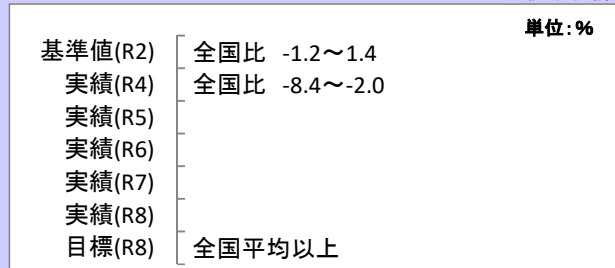 単位:%
基準値(R2) 全国比 -1.2～1.4
実績(R4) 全国比 -8.4～-2.0
実績(R5)
実績(R6)
実績(R7)
実績(R8)
目標(R8) 全国平均以上